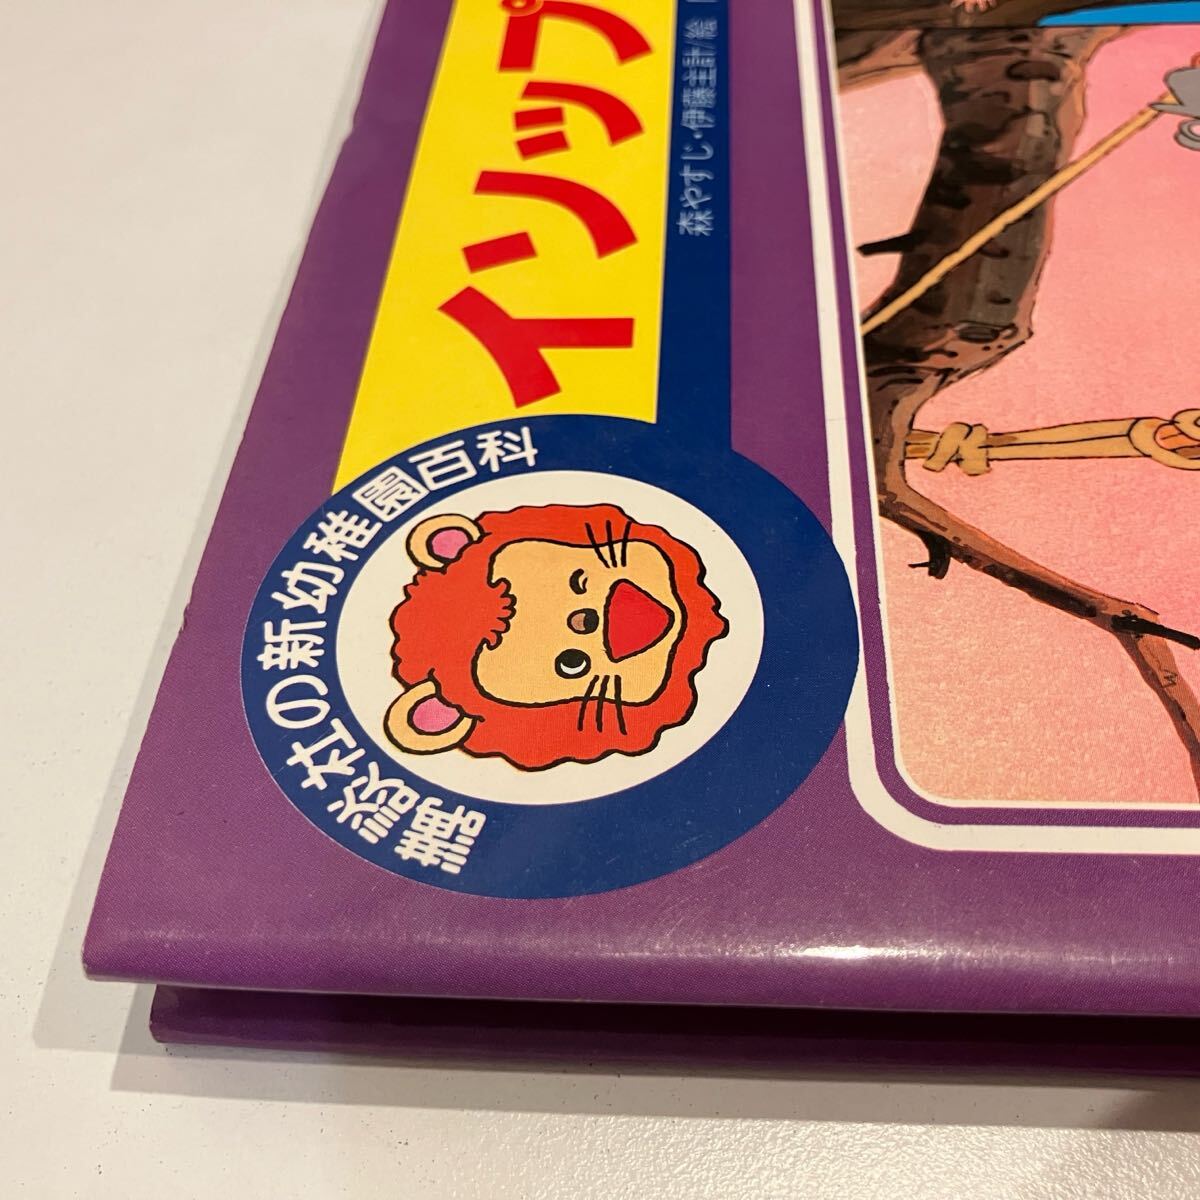 講談社の新幼稚園百科
インップ
森やすじ・伊藤主計/絵